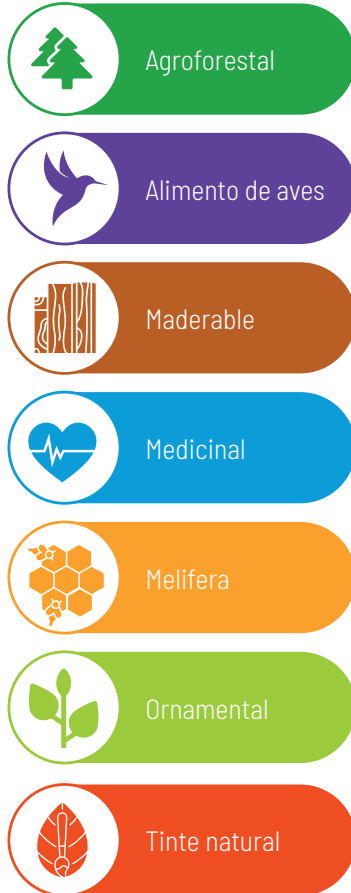 Agroforestal
Alimento de aves
Maderable
Medicinal
Melifera
Ornamental
Tinte natural